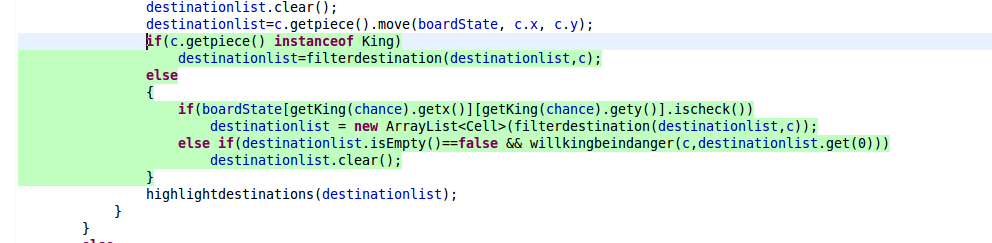 destinationlist.clear();
destinationlist=c.getpiece().move(boardState, c.x, c.y);
if(c.getpiece() instanceof King)
destinationlist=filterdestination(destinationlist,c);
else
{
if(boardState[getKing(chance).getx()][getKing(chance).gety()].ischeck())
destinationlist = new ArrayList<Cell>(filterdestination(destinationlist,c));
else if(destinationlist.isEmpty()==false && willkingbeindanger(c,destinationlist.get(0)))
destinationlist.clear();
}
highlightdestinations(destinationlist);
}
}
else